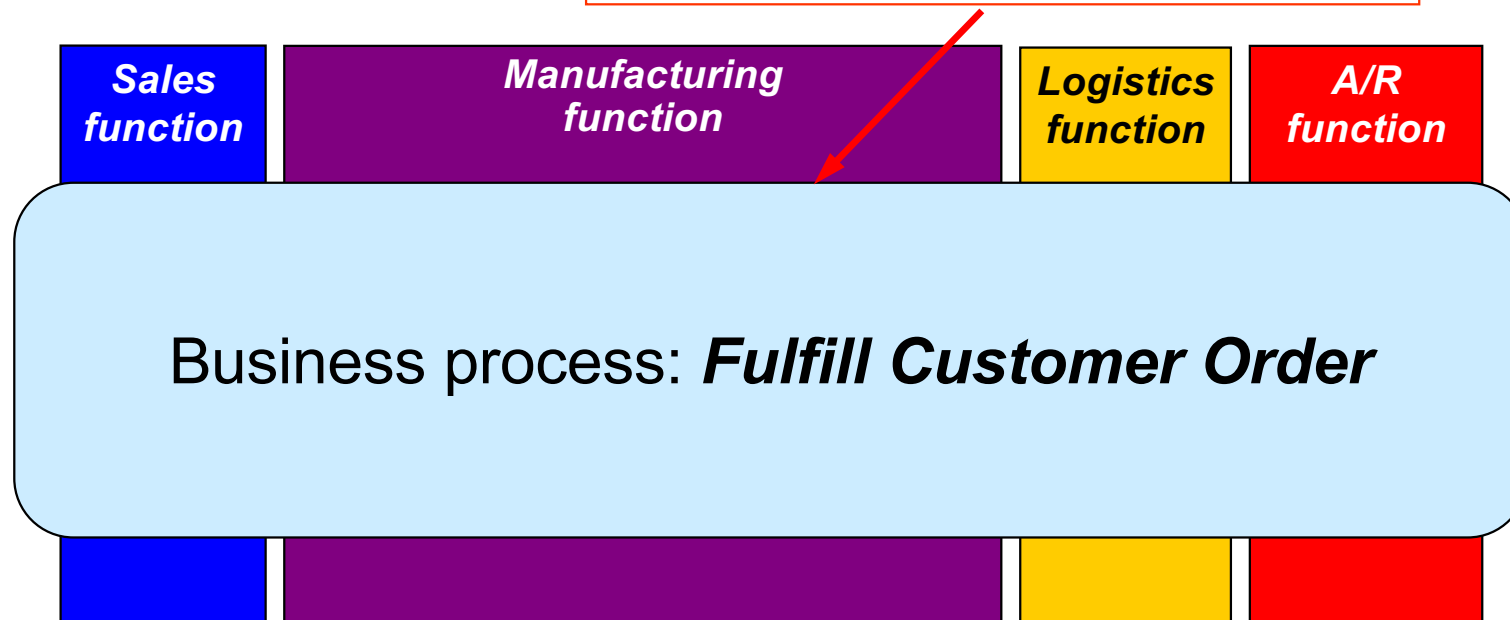 Sales
function
Manufacturing
function
Logistics
function
A/R
function
Business process: Fulfill Customer Order